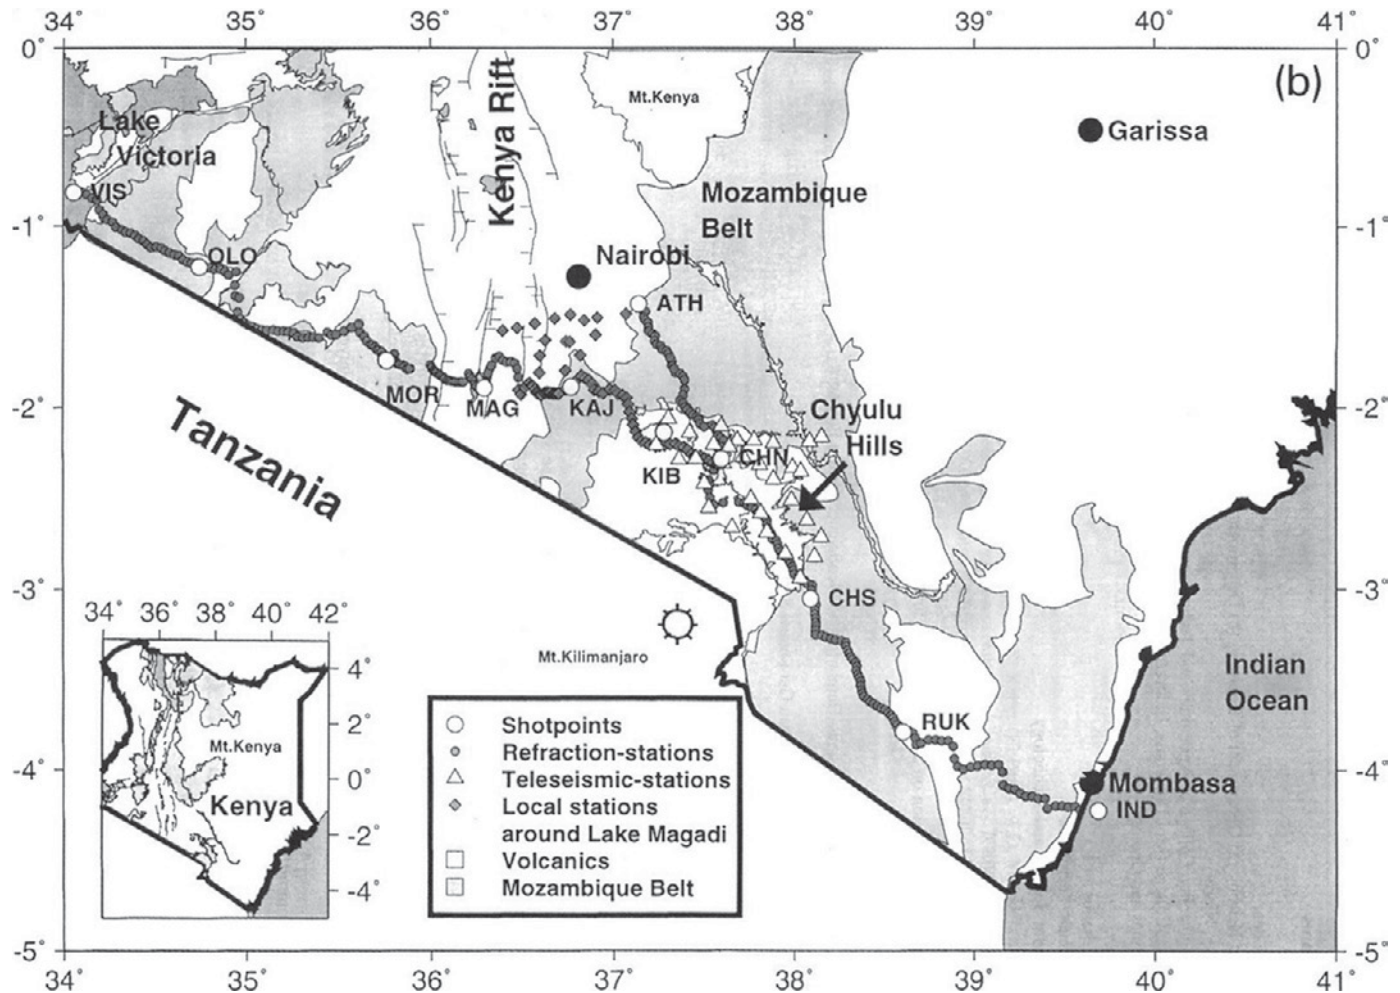 34° 35° 36° 37° 38° 39° 40° 41°
0° 0°
(b)
Kenya Rift
Mt.Kenya
Lake
Victoria
Garissa
VIS
Mozambique
Belt
-1° -1°
OLO
Nairobi
ATH
MOR
MAG
KAJ
-2° -2°
Chyulu
Hills
CHN
KIB
Tanzania
-3° -3°
CHS
34° 36° 38° 40° 42°
Mt.Kilimanjaro
4°
2°
0°
-2°
-4°
Mt.Kenya
Kenya
Shotpoints
Refraction-stations
Teleseismic-stations
Local stations
around Lake Magadi
Volcanics
Mozambique Belt
Indian
Ocean
RUK
-4° -4°
Mombasa
IND
-5° -5°
34° 35° 36° 37° 38° 39° 40° 41°